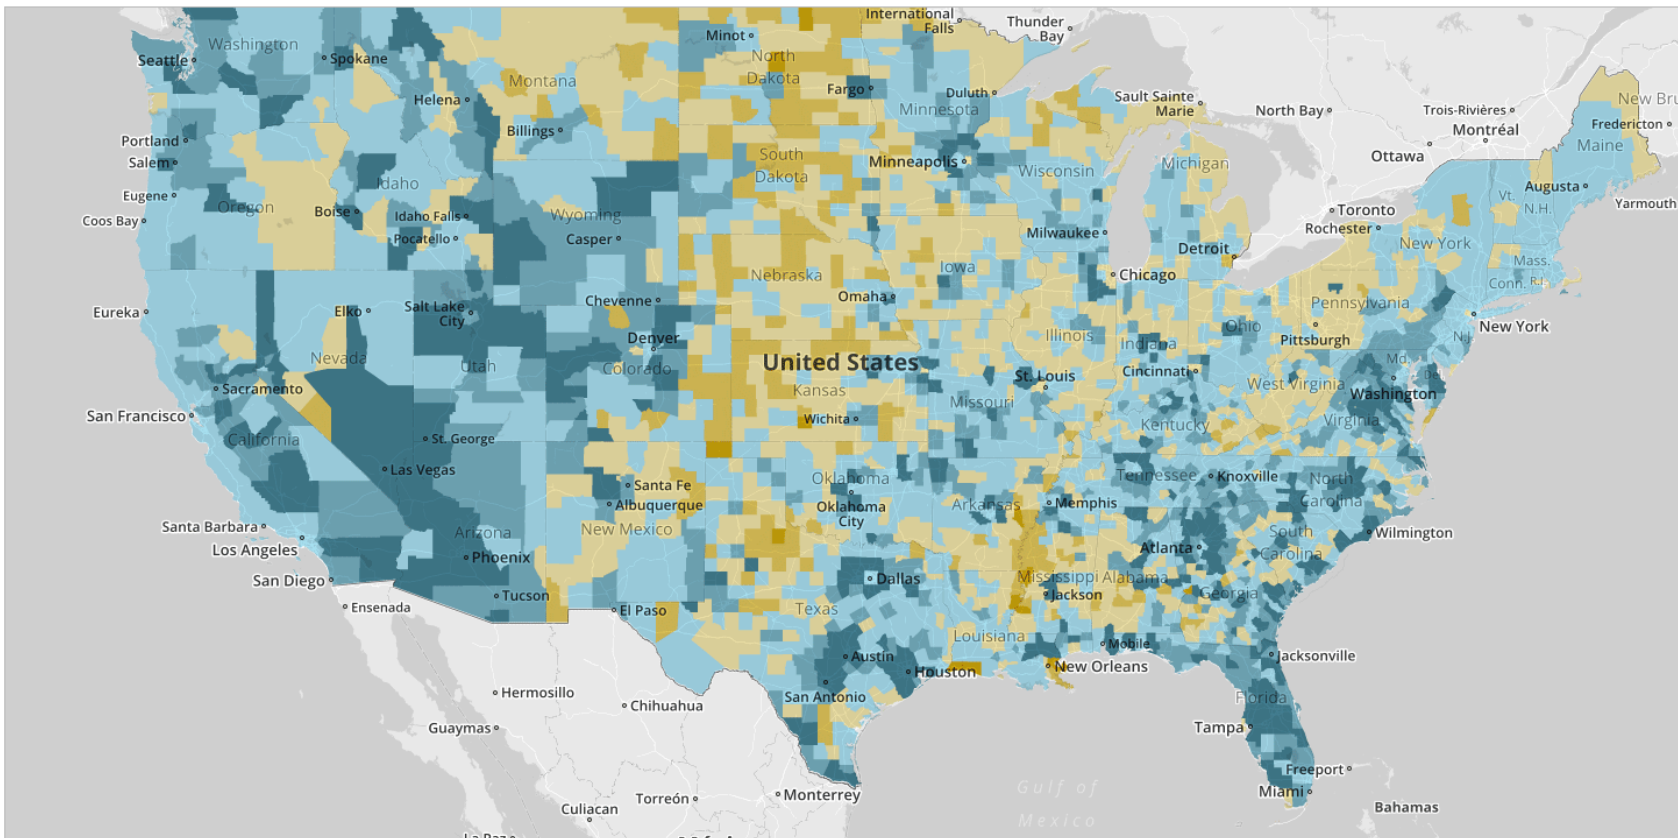 International
Falls
Thunder
Bay
Washington
Seattle
Spokane
Minot
North
Dakota
Montana
Helena
Fargo
Duluth
Minnesota
Sault Sainte
Marie
North Bay
Trois-Rivières
New Bru
Montréal
Fredericton
Billings
Portland
Salem
South
Dakota
Minneapolis
Wisconsin
Michigan
Ottawa
Maine
Idaho
Eugene
Oregon
Boise
Idaho Falls
Wyoming
Vt.
Augusta
N.H.
Yarmouth
Coos Bay
Pocatello
Casper
Milwaukee
Toronto
Rochester
Detroit
New York
Nebraska
Iowa
Chicago
Mass.
Conn.
R.I.
Eureka
Elko
Salt Lake
City
Cheyenne
Omaha
Pennsylvania
Nevada
Utah
Denver
Colorado
United States
Illinois
Indiana
Ohio
Pittsburgh
New York
N.J.
Md.
De.
Sacramento
Kansas
St. Louis
Cincinnati
West Virginia
Washington
San Francisco
California
St. George
Wichita
Missouri
Kentucky
Virginia
Las Vegas
Santa Fe
Albuquerque
Oklahoma
Tennessee
Knoxville
North
Carolina
Santa Barbara
Los Angeles
Arizona
New Mexico
Oklahoma
City
Arkansas
Memphis
South
Carolina
Wilmington
Phoenix
Atlanta
San Diego
Dallas
Mississippi
Alabama
Ensenada
Tucson
El Paso
Texas
Jackson
Georgia
Louisiana
Mobile
Austin
Houston
New Orleans
Jacksonville
Hermosillo
Chihuahua
San Antonio
Florida
Guaymas
Tampa
Freeport
Miami
Culiacan
Torreón
Monterrey
Gulf of
Mexico
Bahamas
La Paz